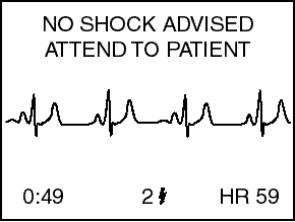 NO SHOCK ADVISED
ATTEND TO PATIENT
0:49 2 HR 59